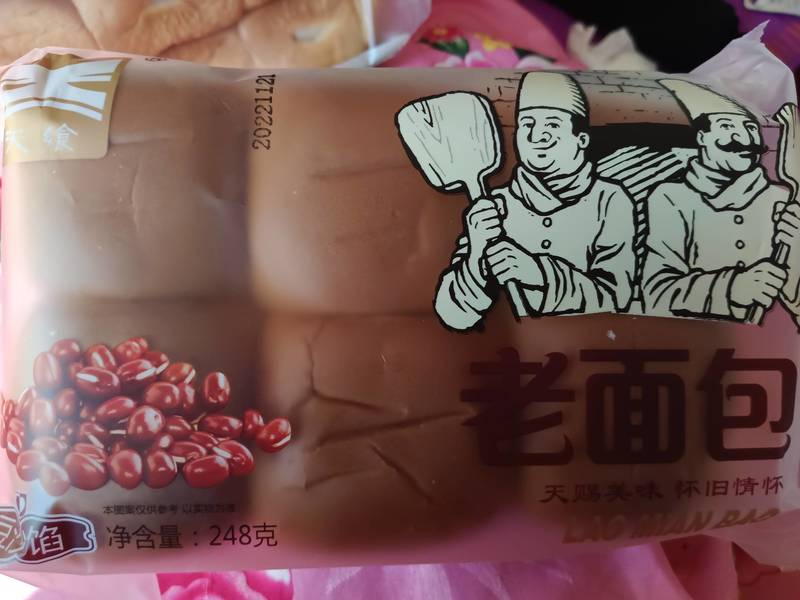 20221121
老面包
天赐美味 怀旧情怀
LAO MIAN BAO
本图案仅供参考 以实物为准
净含量：248克
馅